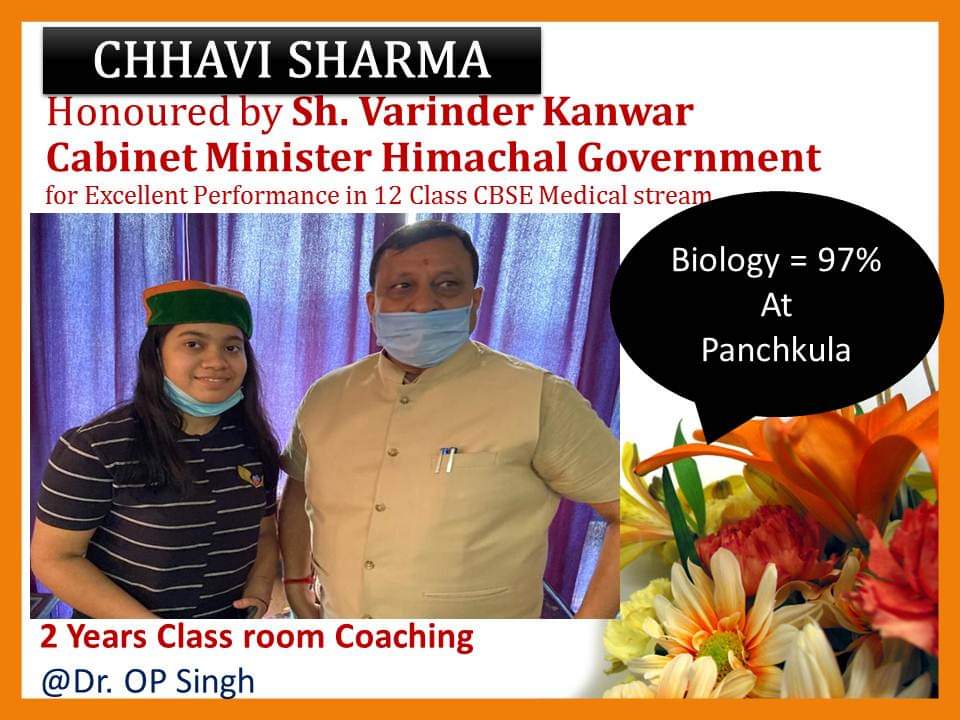 CHHAVI SHARMA
Honoured by Sh. Varinder Kanwar
Cabinet Minister Himachal Government
for Excellent Performance in 12 Class CBSE Medical stream
Biology = 97%
At
Panchkula
2 Years Class room Coaching
@Dr. OP Singh